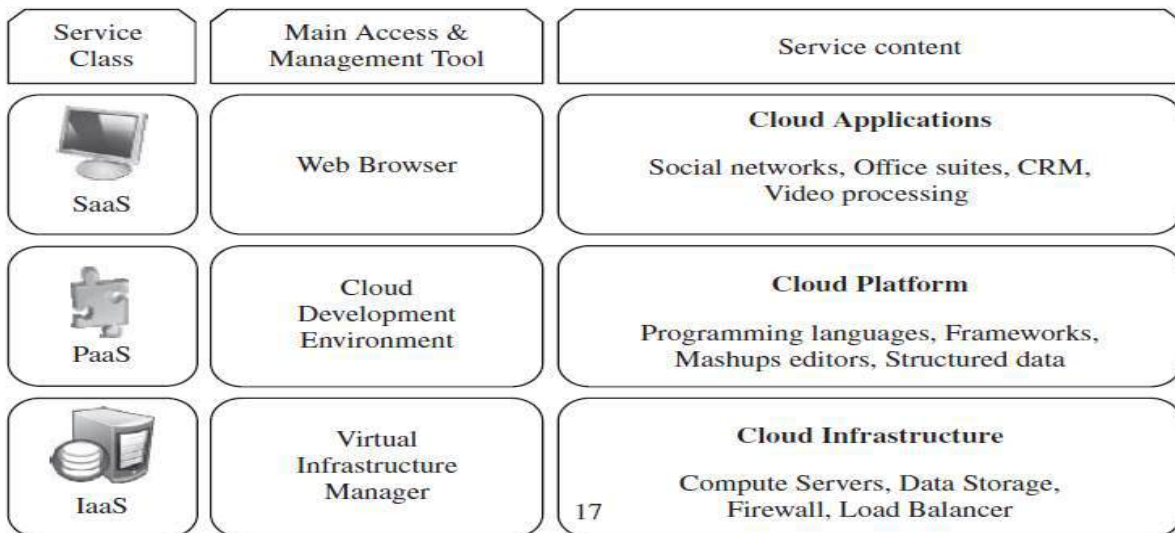 Service
Class
Main Access &
Management Tool
Service content
SaaS
Web Browser
Cloud Applications
Social networks, Office suites, CRM,
Video processing
PaaS
Cloud
Development
Environment
Cloud Platform
Programming languages, Frameworks,
Mashups editors, Structured data
IaaS
Virtual
Infrastructure
Manager
17
Cloud Infrastructure
Compute Servers, Data Storage,
Firewall, Load Balancer